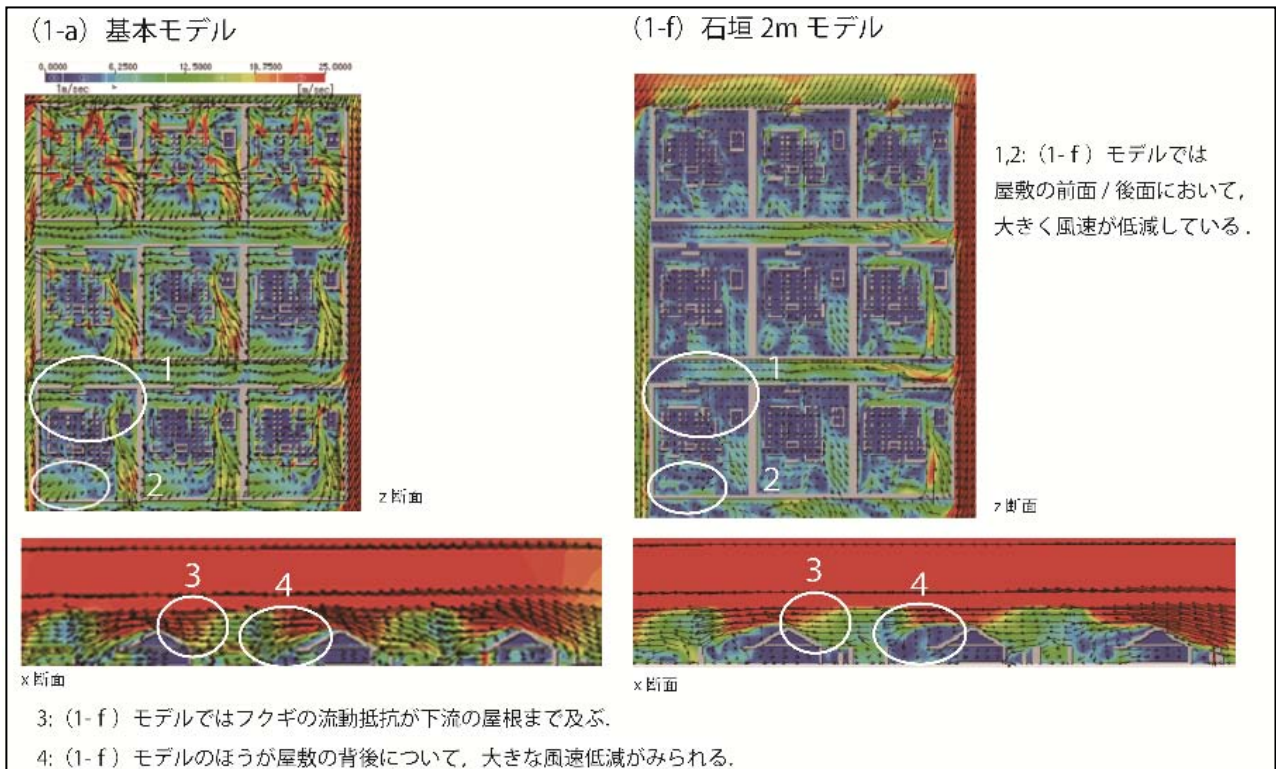 (1-a) 基本モデル
(1-f) 石垣 2m モデル
0.0000 6.2500 12.5000 18.7500 25.0000
1m/sec [m/sec]
1,2: (1- f ) モデルでは
屋敷の前面 / 後面において,
大きく風速が低減している .
1
2
z 断面
1
2
z 断面
3
4
x 断面
3
4
x 断面
3: (1- f ) モデルではフクギの流動抵抗が下流の屋根まで及ぶ.
4: (1- f ) モデルのほうが屋敷の背後について, 大きな風速低減がみられる.